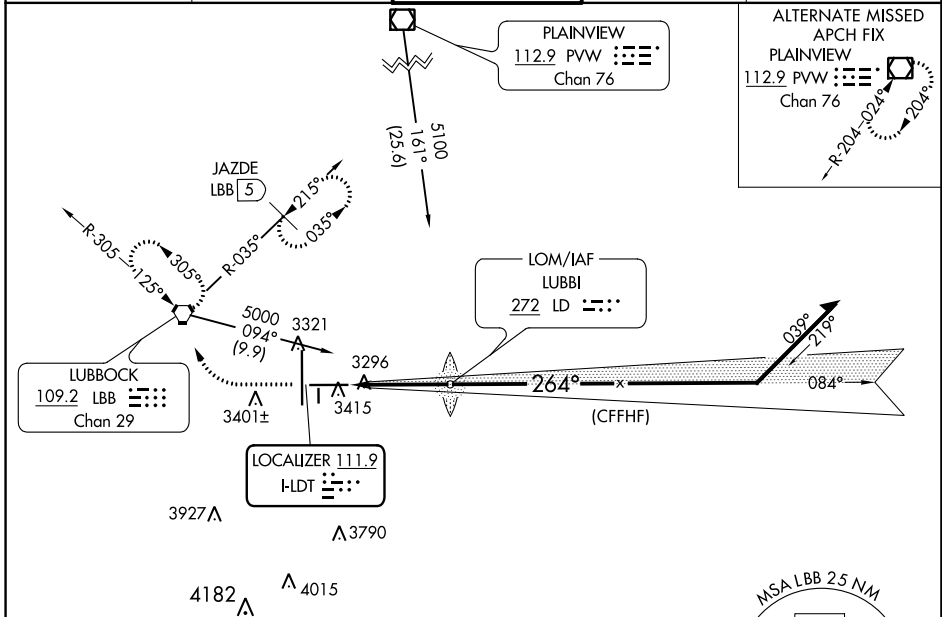 ALTERNATE MISSED
APCH FIX
PLAINVIEW
112.9 PVW
Chan 76
R-204
024°
204°
PLAINVIEW
112.9 PVW
Chan 76
5100
161°
(25.6)
JAZDE
LBB 5
215°
035°
R-035°
R-305
125°
305°
LOM/IAF
LUBBI
272 LD
5000
094°
(9.9)
3321
039°
219°
LUBBOCK
109.2 LBB
Chan 29
3296
3415
3401±
264°
x
084°
(CFFHF)
LOCALIZER 111.9
I-LDT
3927
3790
4015
4182
MSA LBB 25 NM